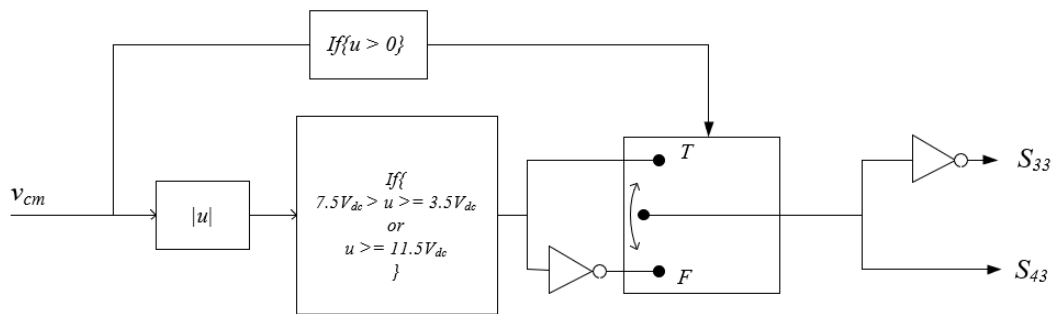 If{u > 0}
v_cm
|u|
If{
7.5V_dc > u >= 3.5V_dc
or
u >= 11.5V_dc
}
T
F
S_33
S_43